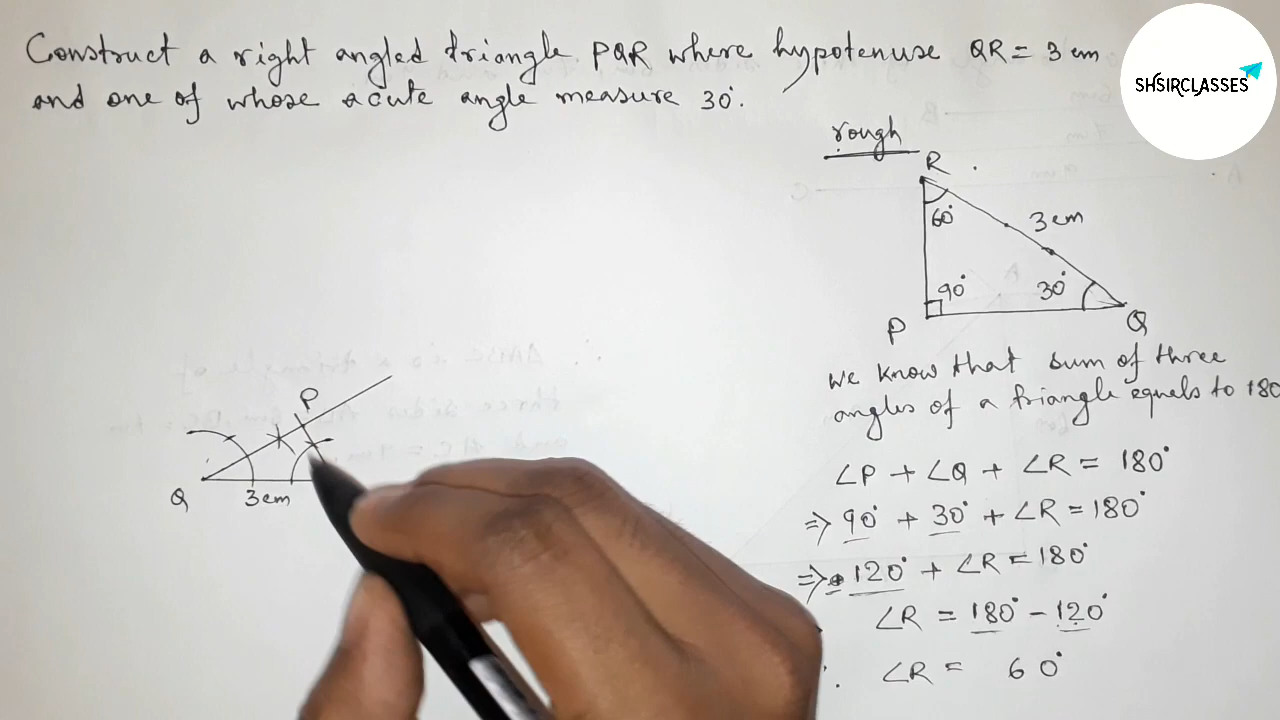 Construct a right angled triangle PQR where hypotenuse QR = 3 cm
and one of whose acute angle measure 30°.
SHSIRCLASSES
rough
R
60°
3 cm
90°
30°
P
Q
we know that sum of three
angles of a triangle equals to 180
∠P + ∠Q + ∠R = 180°
⇒ 90° + 30° + ∠R = 180°
⇒ 120° + ∠R = 180°
∠R = 180° - 120°
∠R = 60°
P
Q
3 cm